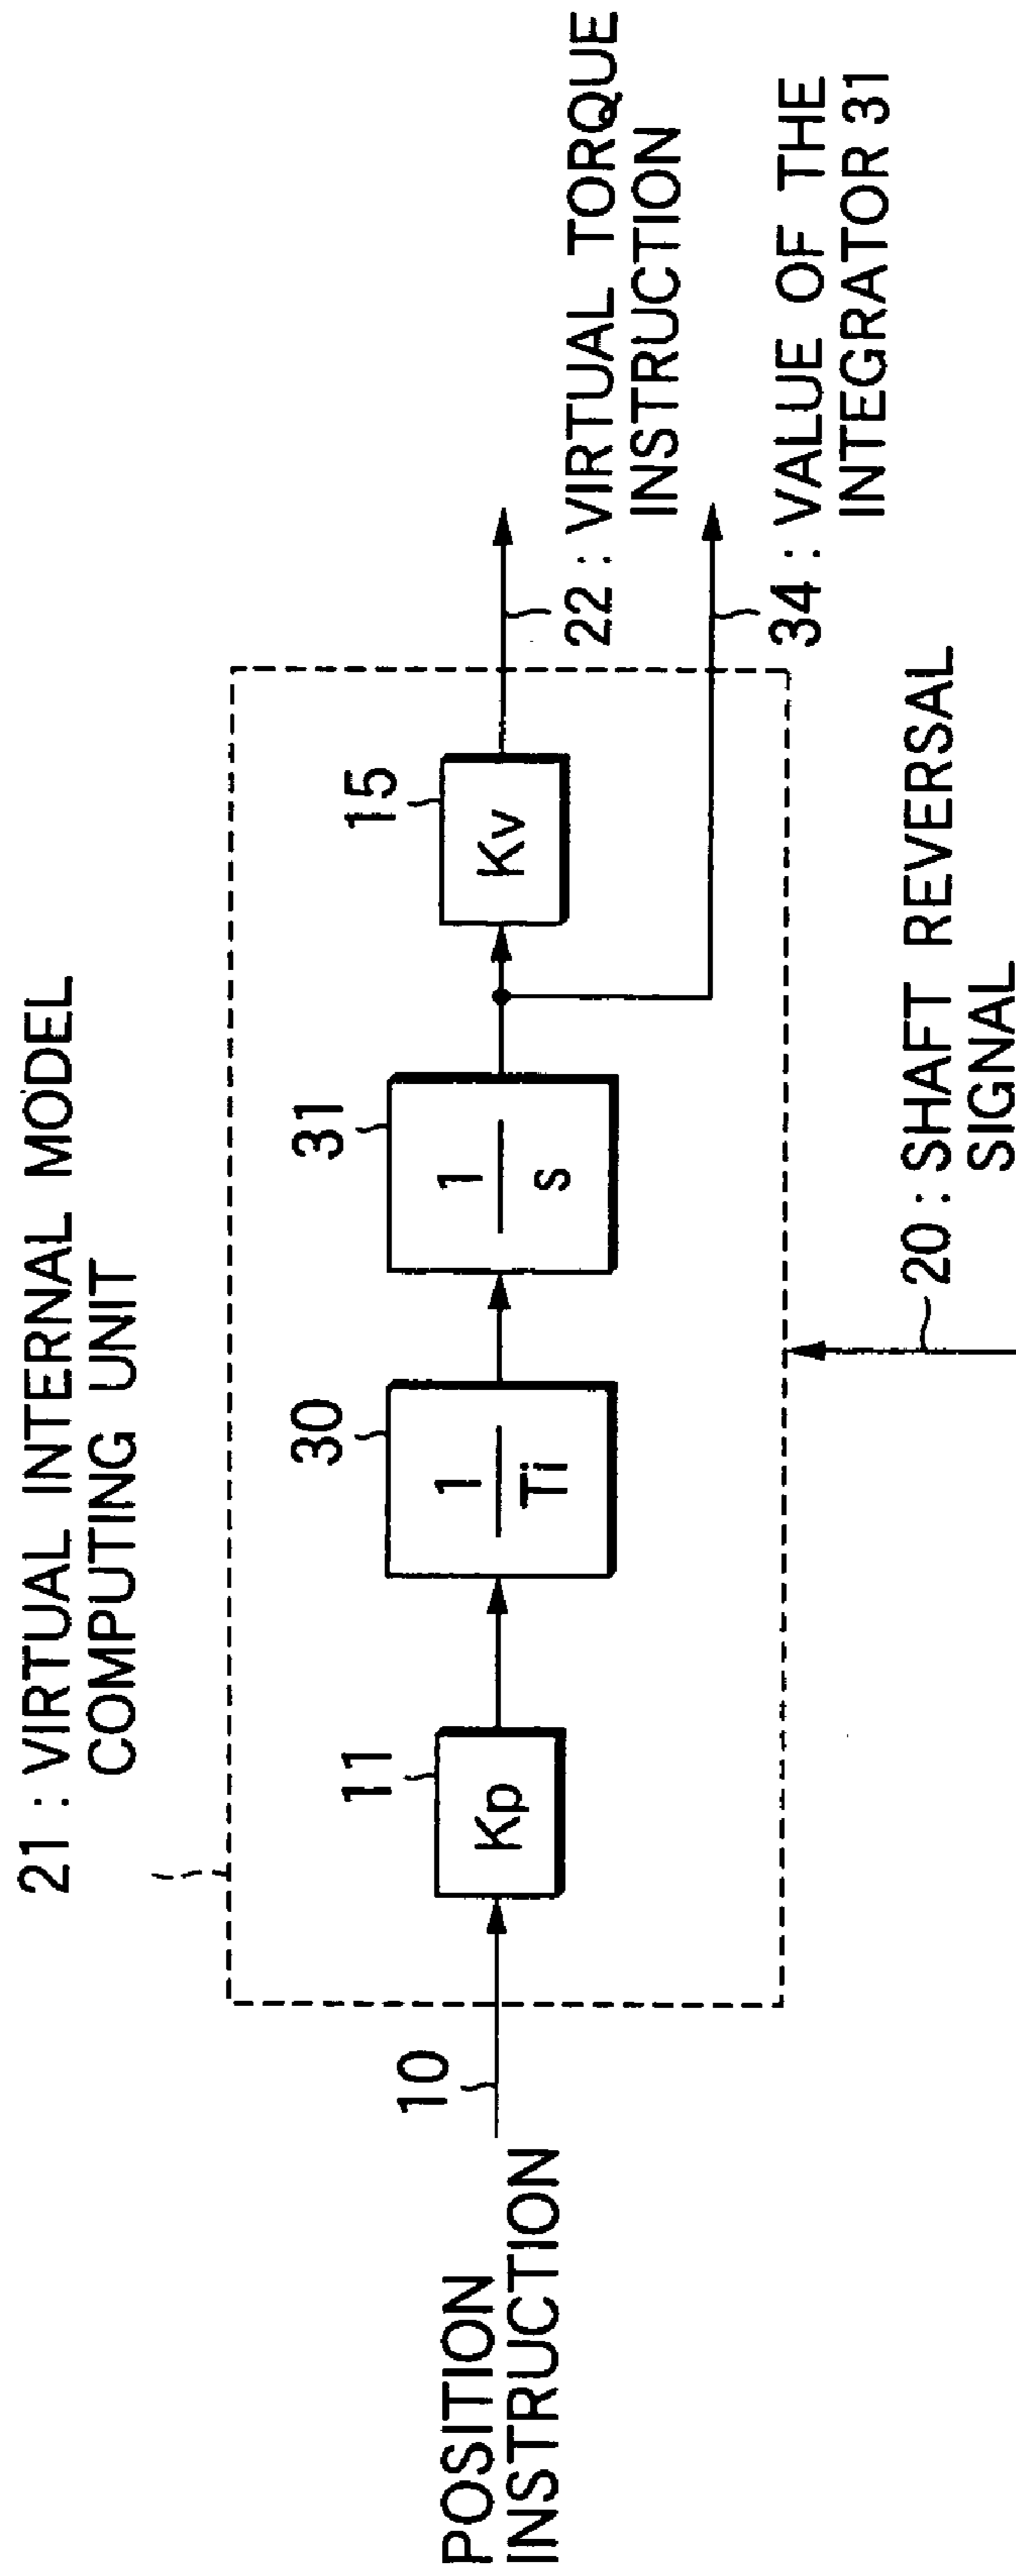 21 : VIRTUAL INTERNAL MODEL
COMPUTING UNIT
POSITION
INSTRUCTION
10
11
Kp
30
1
Ti
31
1
s
15
Kv
22 : VIRTUAL TORQUE
INSTRUCTION
34 : VALUE OF THE
INTEGRATOR 31
20 : SHAFT REVERSAL
SIGNAL